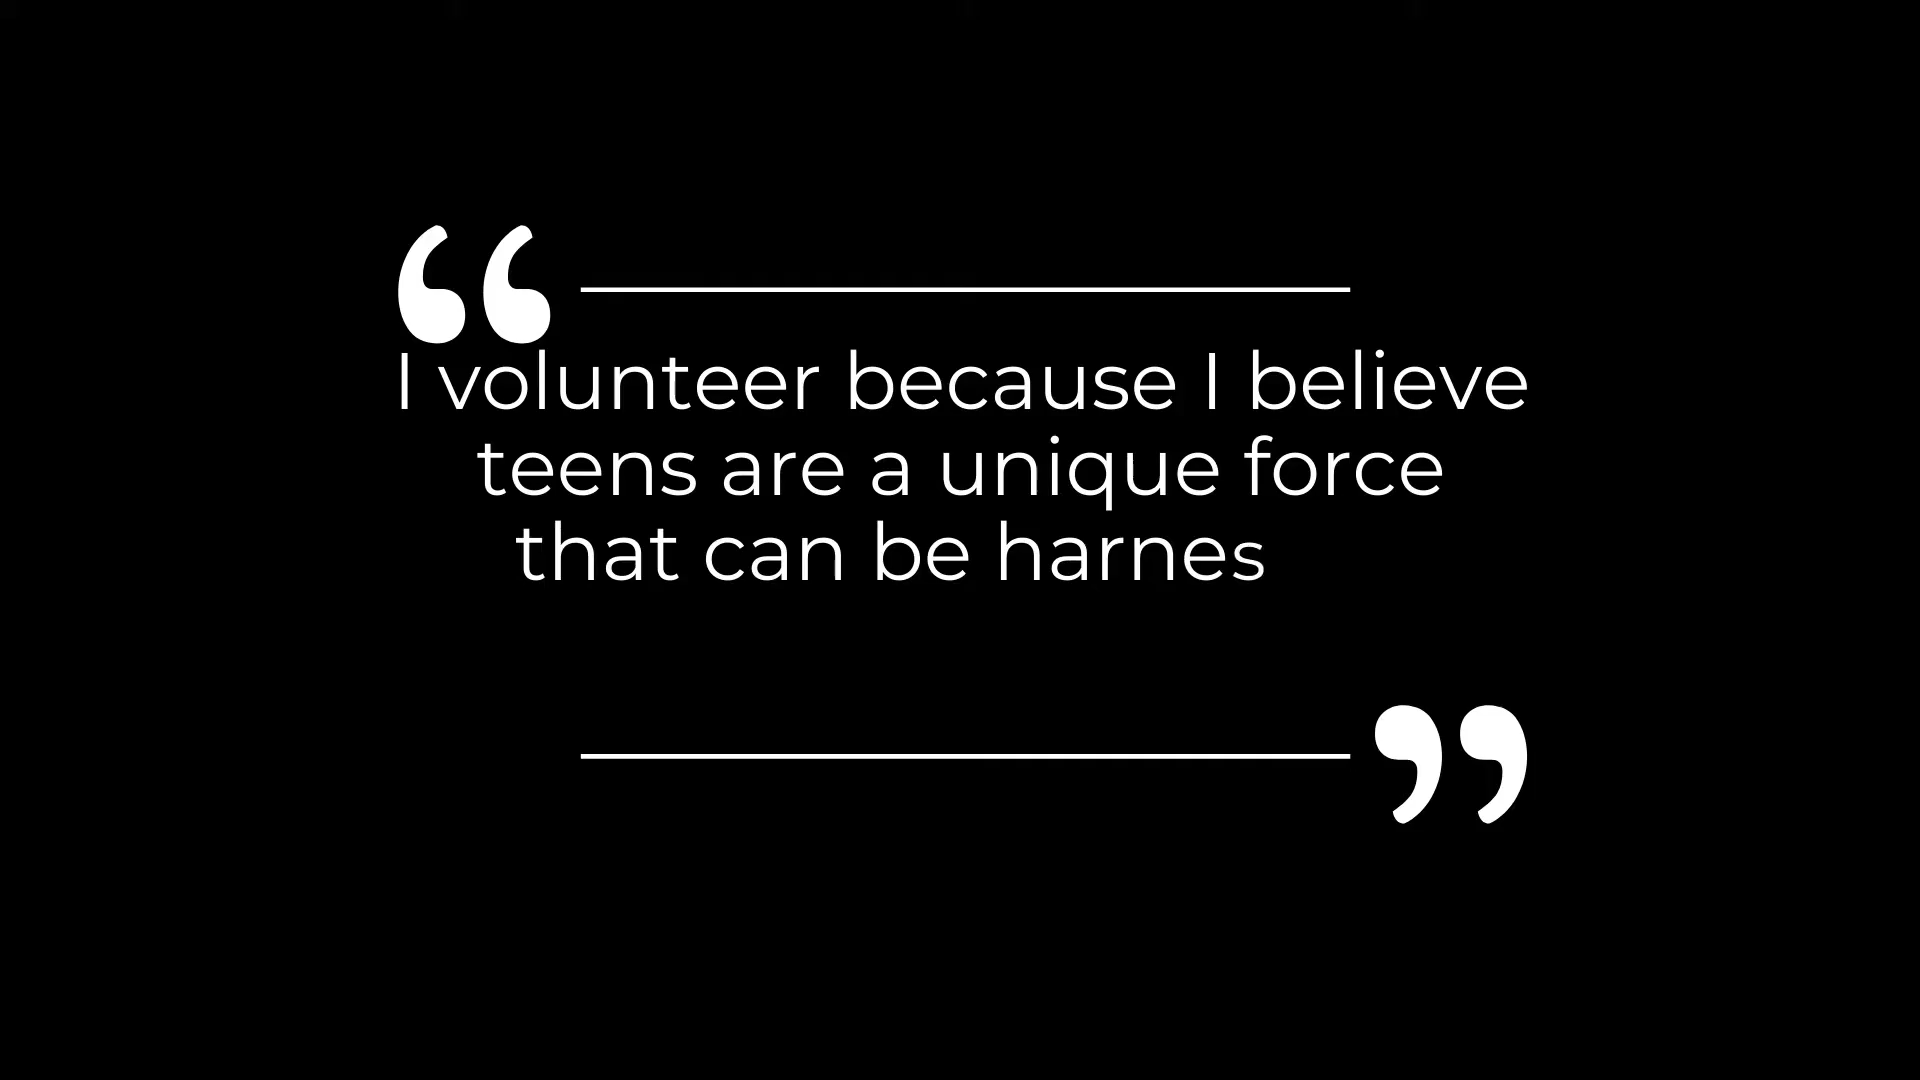 “
I volunteer because I believe
teens are a unique force
that can be harnes
”